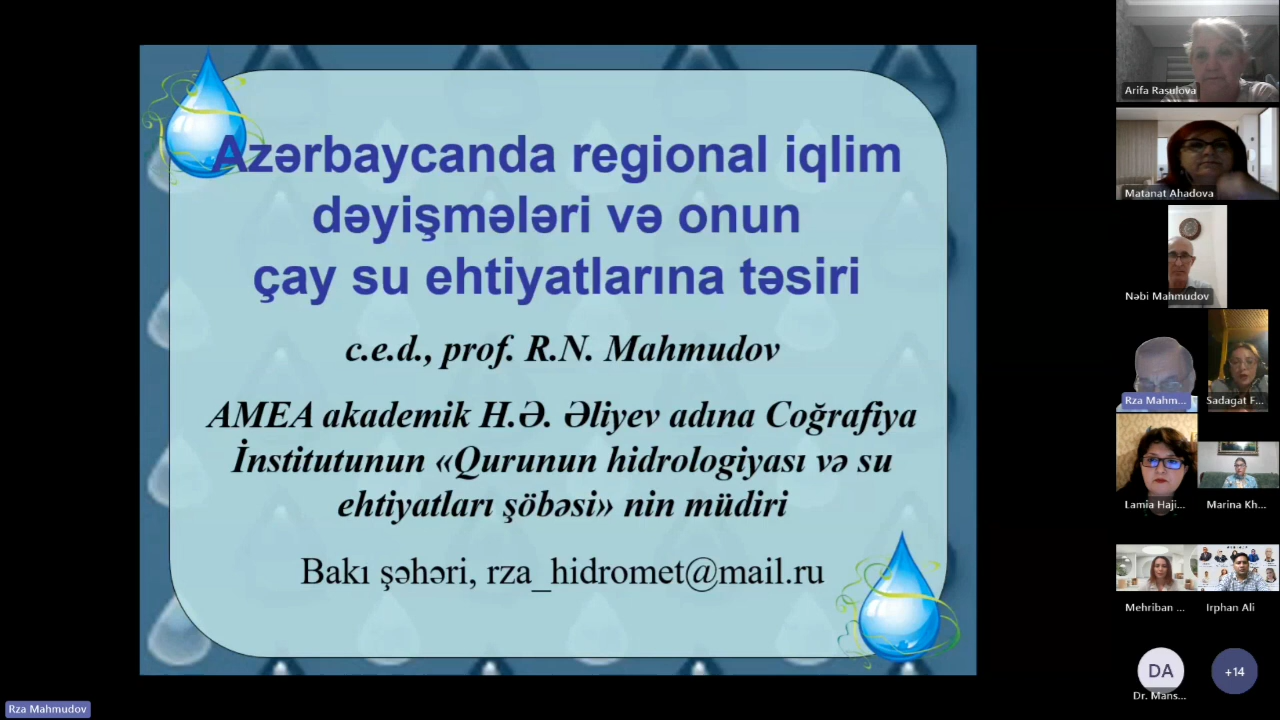 Azərbaycanda regional iqlim
dəyişmələri və onun
çay su ehtiyatlarına təsiri
c.e.d., prof. R.N. Mahmudov
AMEA akademik H.Ə. Əliyev adına Coğrafiya
İnstitutunun «Qurunun hidrologiyası və su
ehtiyatları şöbəsi» nin müdiri
Bakı şəhəri, rza_hidromet@mail.ru
Arifa Rasulova
Matanat Ahadova
Nəbi Mahmudov
Rza Mahm...
Sadagat F...
Lamia Haji...
Marina Kh...
Mehriban ...
Irphan Ali
DA
+14
Dr. Mans...
Rza Mahmudov